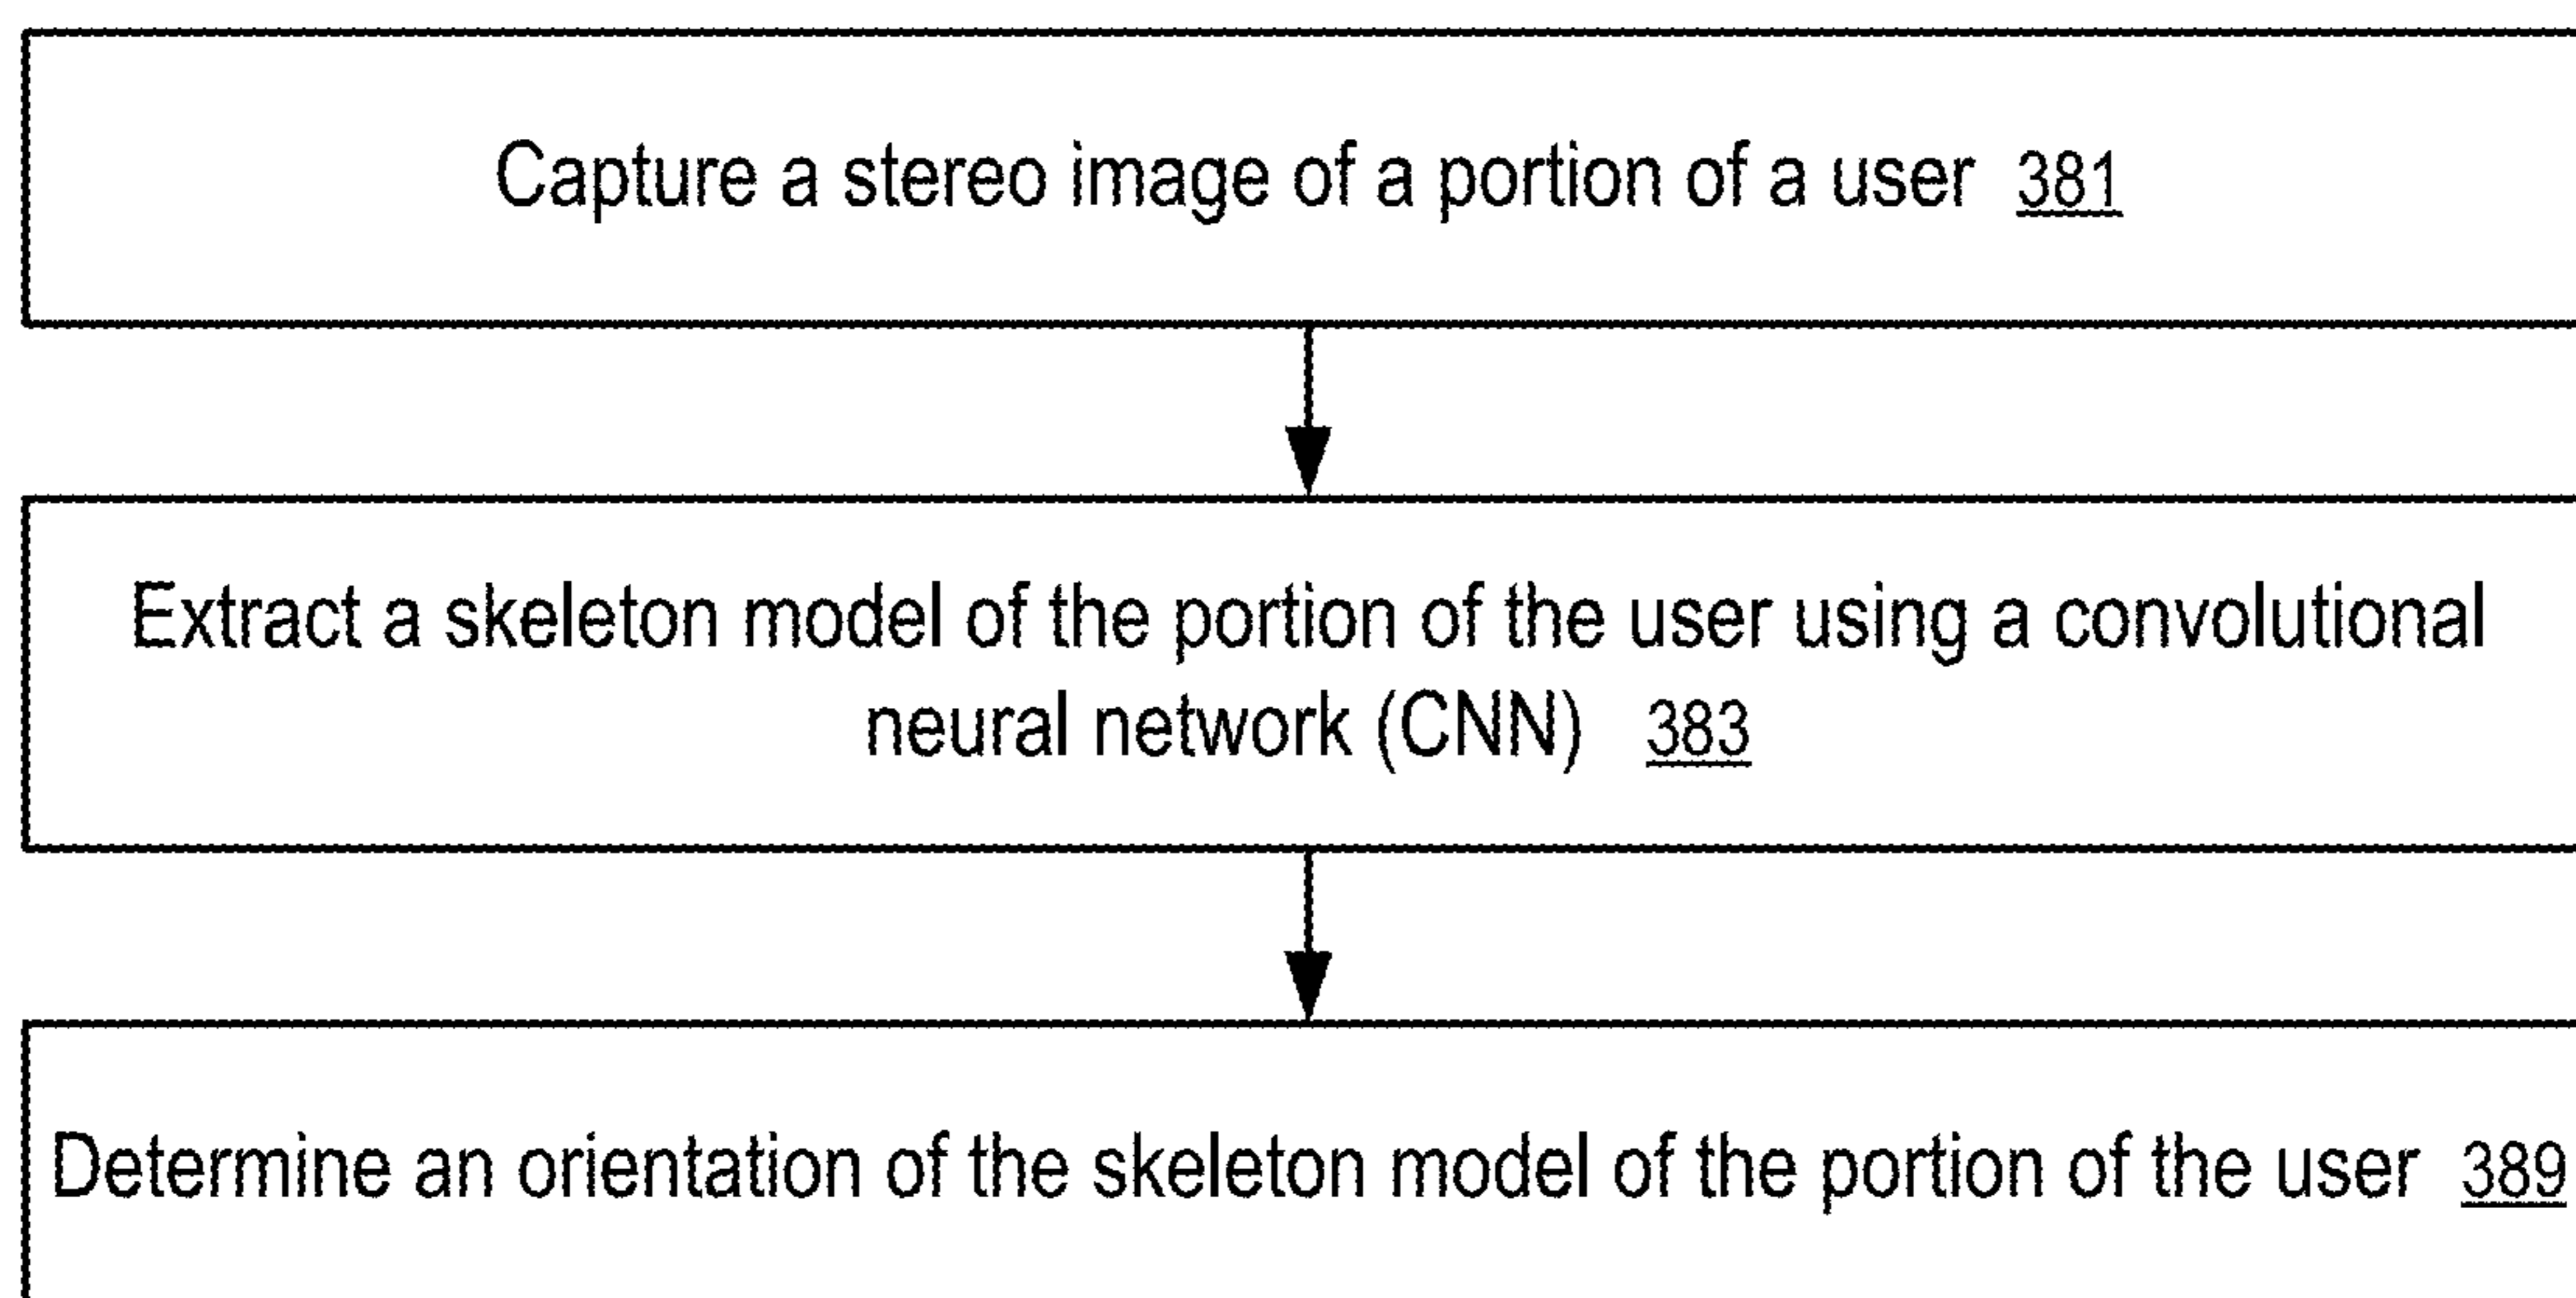 Capture a stereo image of a portion of a user 381
Extract a skeleton model of the portion of the user using a convolutional
neural network (CNN) 383
Determine an orientation of the skeleton model of the portion of the user 389